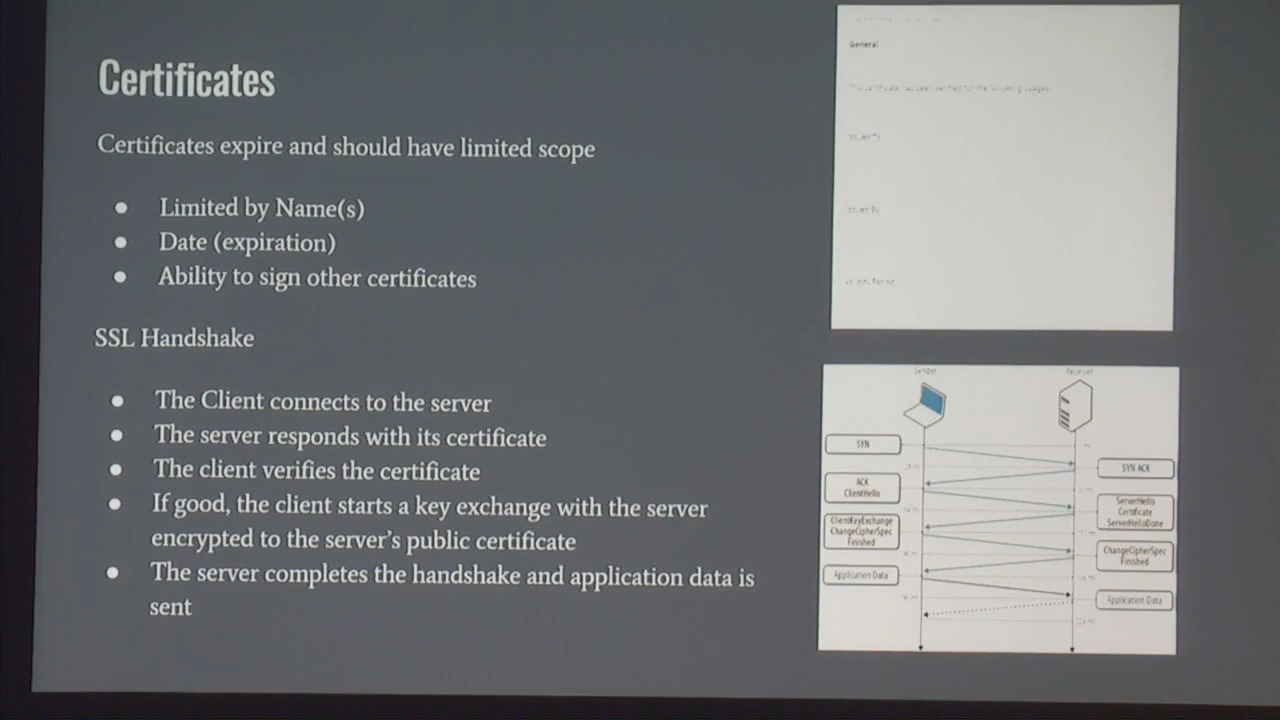 Certificates
Certificates expire and should have limited scope
● Limited by Name(s)
● Date (expiration)
● Ability to sign other certificates
SSL Handshake
● The Client connects to the server
● The server responds with its certificate
● The client verifies the certificate
● If good, the client starts a key exchange with the server
encrypted to the server's public certificate
● The server completes the handshake and application data is
sent
General
Sender
Receiver
SYN
SYN ACK
ACK
ClientHello
ServerHello
Certificate
ServerHelloDone
ClientKeyExchange
ChangeCipherSpec
Finished
ChangeCipherSpec
Finished
Application Data
Application Data